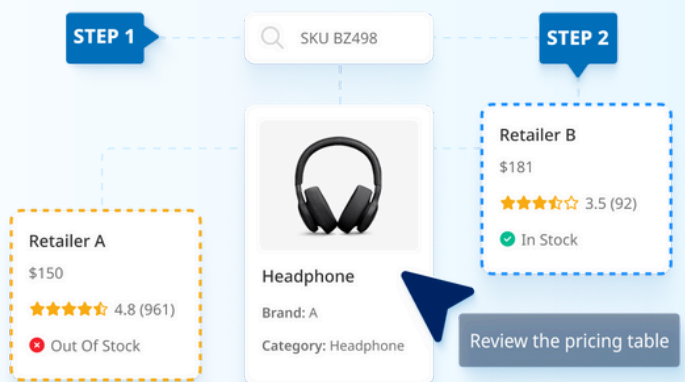 STEP 1
SKU BZ498
STEP 2
Retailer B
$181
3.5 (92)
In Stock
Retailer A
$150
4.8 (961)
Out Of Stock
Headphone
Brand: A
Category: Headphone
Review the pricing table